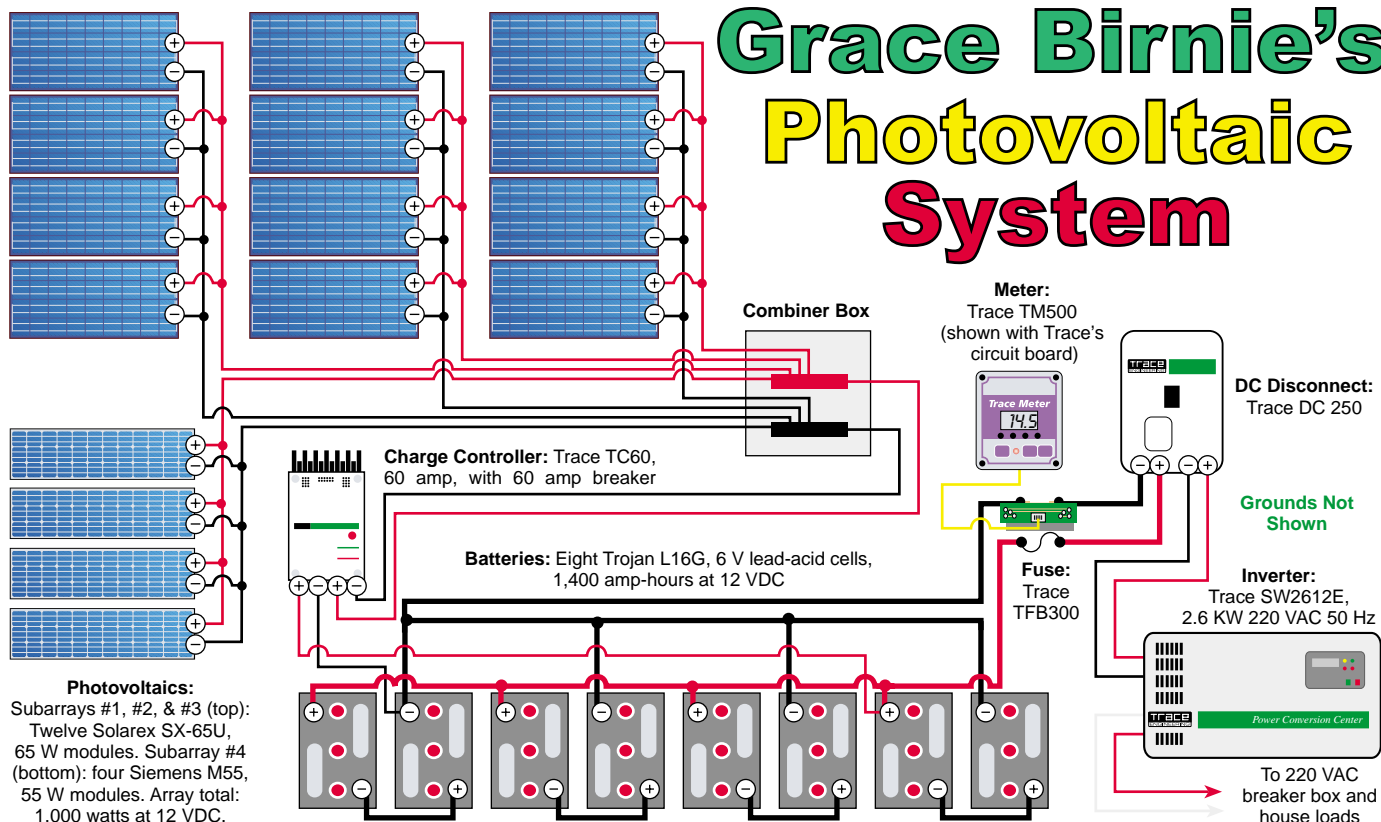 Grace Birnie's
Photovoltaic
System
Combiner Box
Meter:
Trace TM500
(shown with Trace's
circuit board)
Trace Meter
14.5
TRACE
ENGINEERING
DC Disconnect:
Trace DC 250
Charge Controller: Trace TC60,
60 amp, with 60 amp breaker
Grounds Not
Shown
Batteries: Eight Trojan L16G, 6 V lead-acid cells,
1,400 amp-hours at 12 VDC
Fuse:
Trace
TFB300
Inverter:
Trace SW2612E,
2.6 KW 220 VAC 50 Hz
TRACE
ENGINEERING
Power Conversion Center
Photovoltaics:
Subarrays #1, #2, & #3 (top):
Twelve Solarex SX-65U,
65 W modules. Subarray #4
(bottom): four Siemens M55,
55 W modules. Array total:
1,000 watts at 12 VDC.
To 220 VAC
breaker box and
house loads